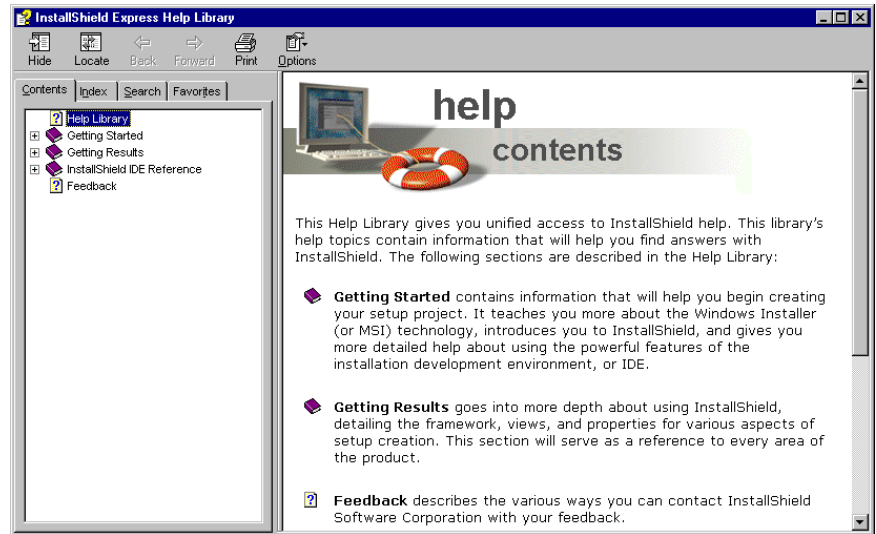 InstallShield Express Help Library
Hide Locate Back Forward Print Options
Contents Index Search Favorites
Help Library
Getting Started
Getting Results
InstallShield IDE Reference
Feedback
help
contents
This Help Library gives you unified access to InstallShield help. This library's
help topics contain information that will help you find answers with
InstallShield. The following sections are described in the Help Library:
Getting Started contains information that will help you begin creating
your setup project. It teaches you more about the Windows Installer
(or MSI) technology, introduces you to InstallShield, and gives you
more detailed help about using the powerful features of the
installation development environment, or IDE.
Getting Results goes into more depth about using InstallShield,
detailing the framework, views, and properties for various aspects of
setup creation. This section will serve as a reference to every area of
the product.
Feedback describes the various ways you can contact InstallShield
Software Corporation with your feedback.